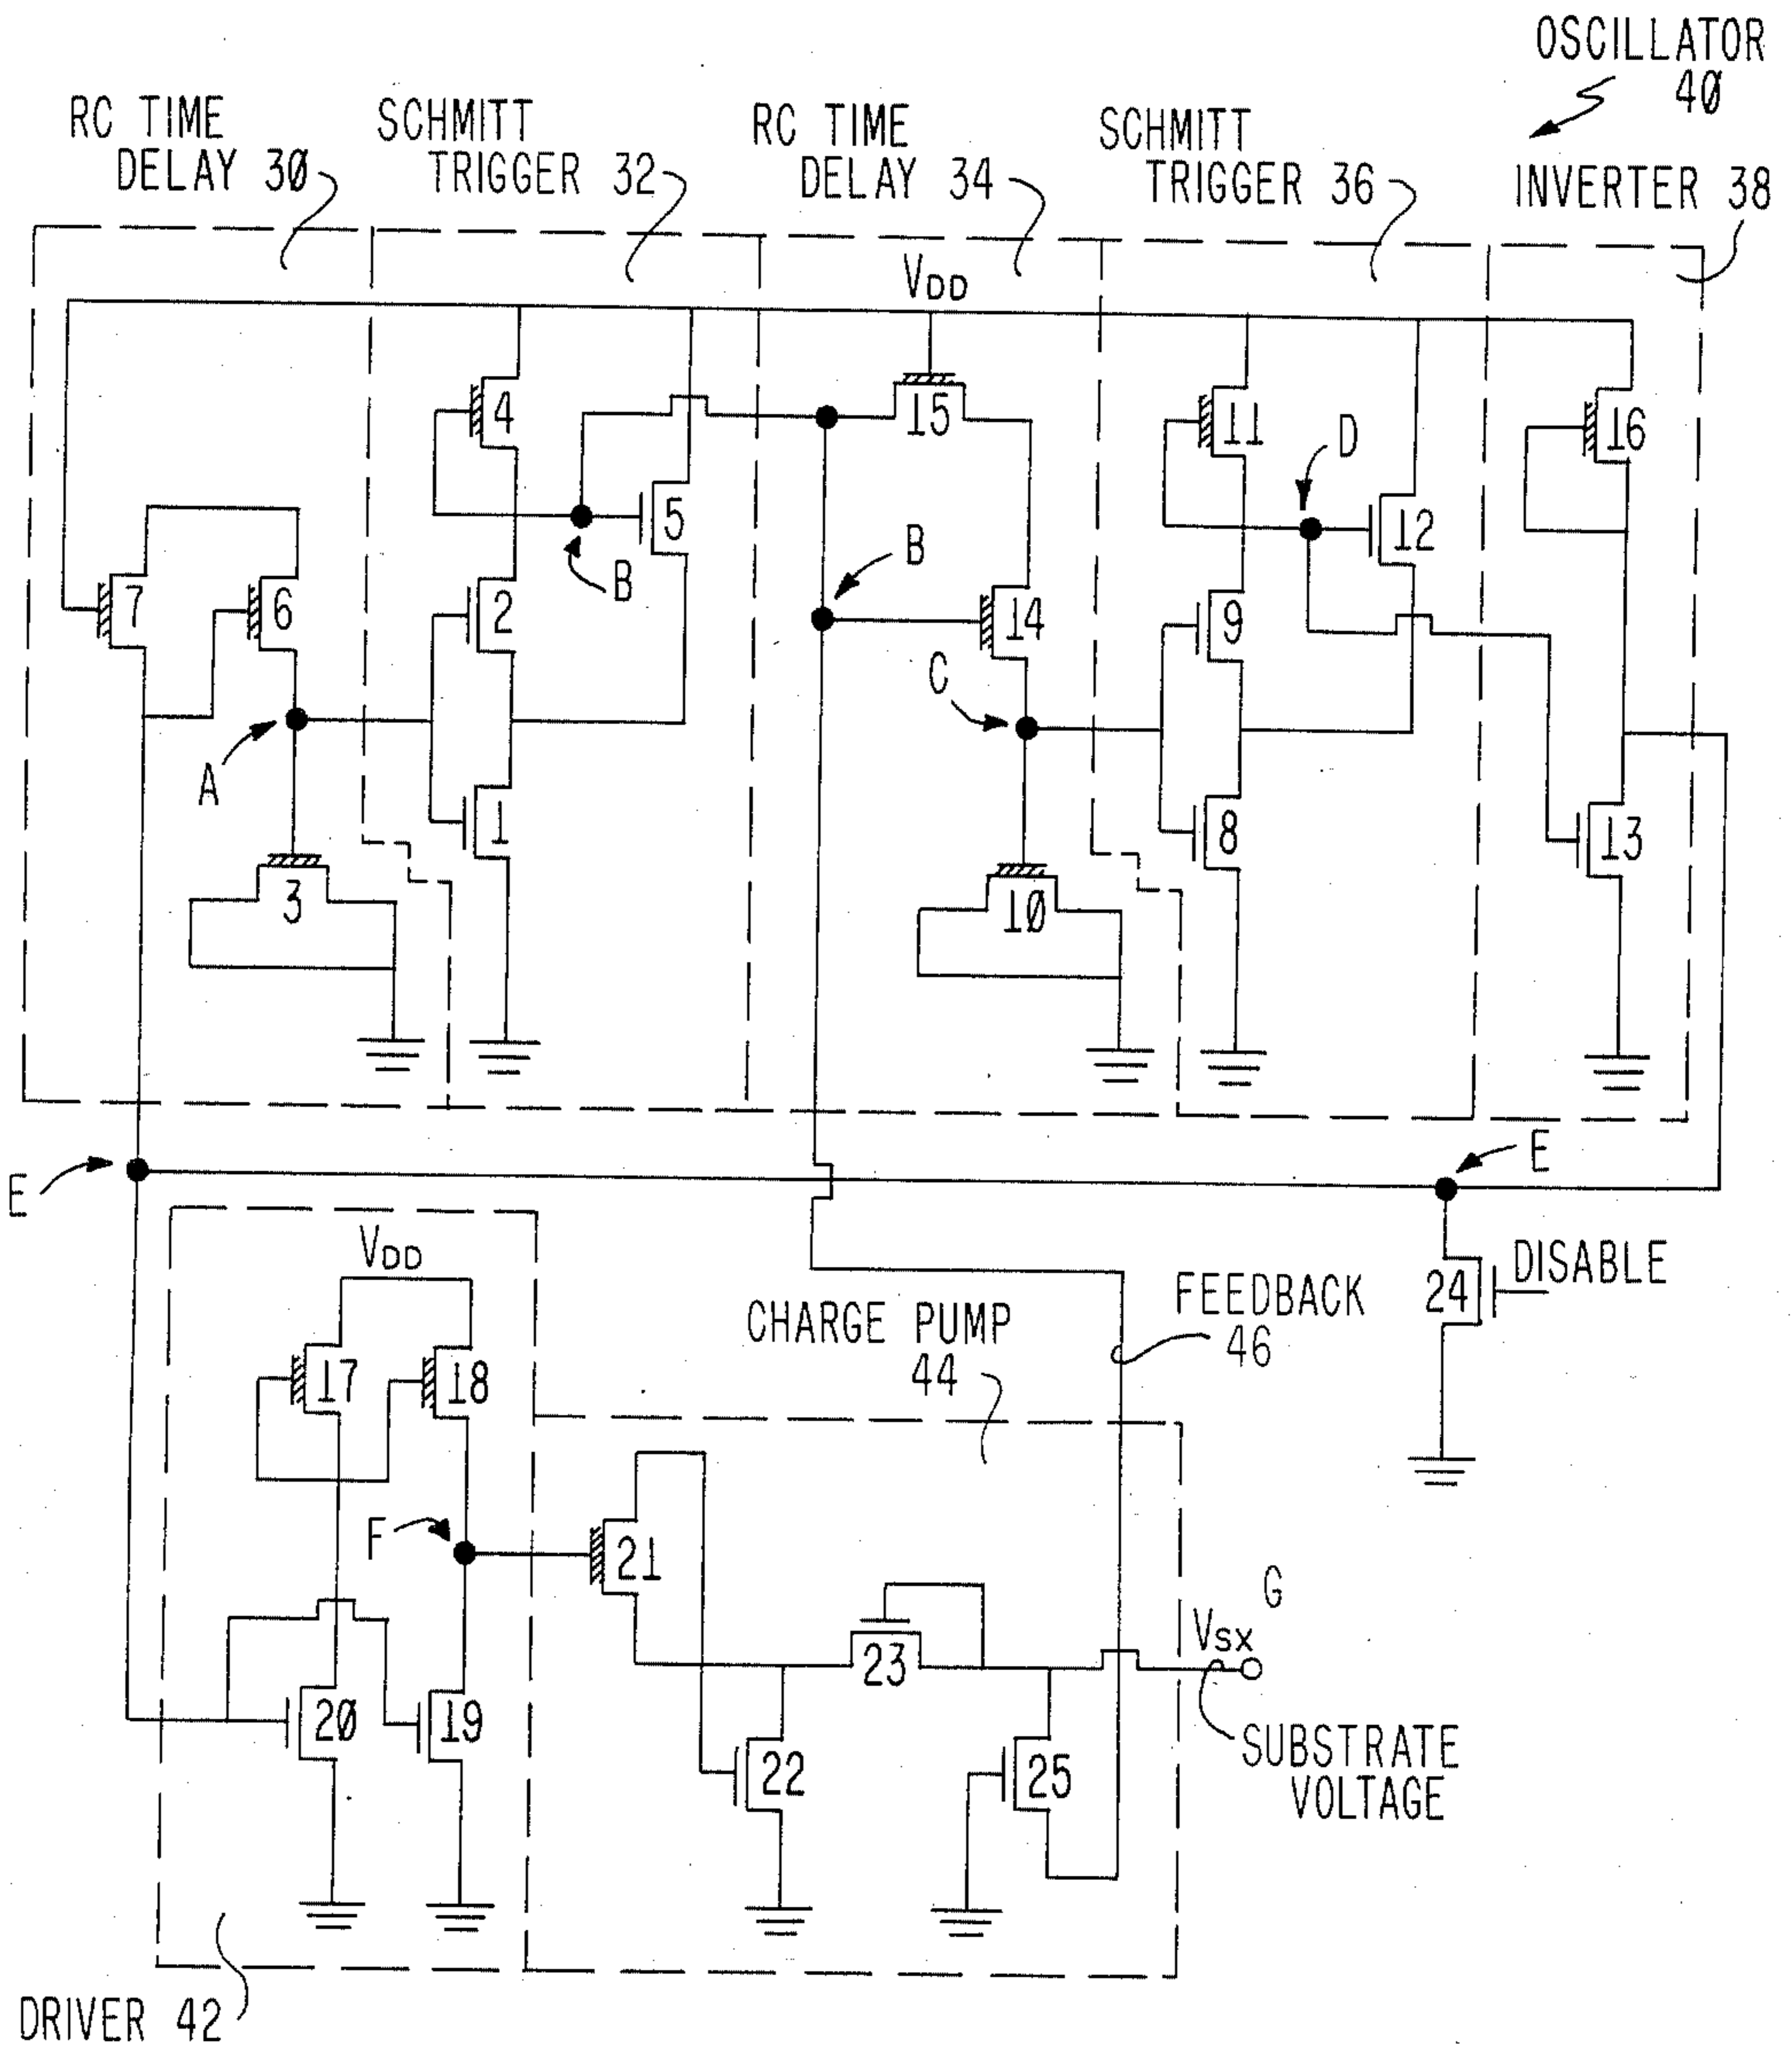 OSCILLATOR
40
RC TIME
DELAY 30
SCHMITT
TRIGGER 32
RC TIME
DELAY 34
SCHMITT
TRIGGER 36
INVERTER 38
VDD
4
5
B
7
6
2
A
1
3
15
B
14
C
10
11
D
12
9
8
16
13
E
E
VDD
17
18
F
20
19
DRIVER 42
CHARGE PUMP
44
21
22
23
25
FEEDBACK
46
24
DISABLE
G
VSX
SUBSTRATE
VOLTAGE